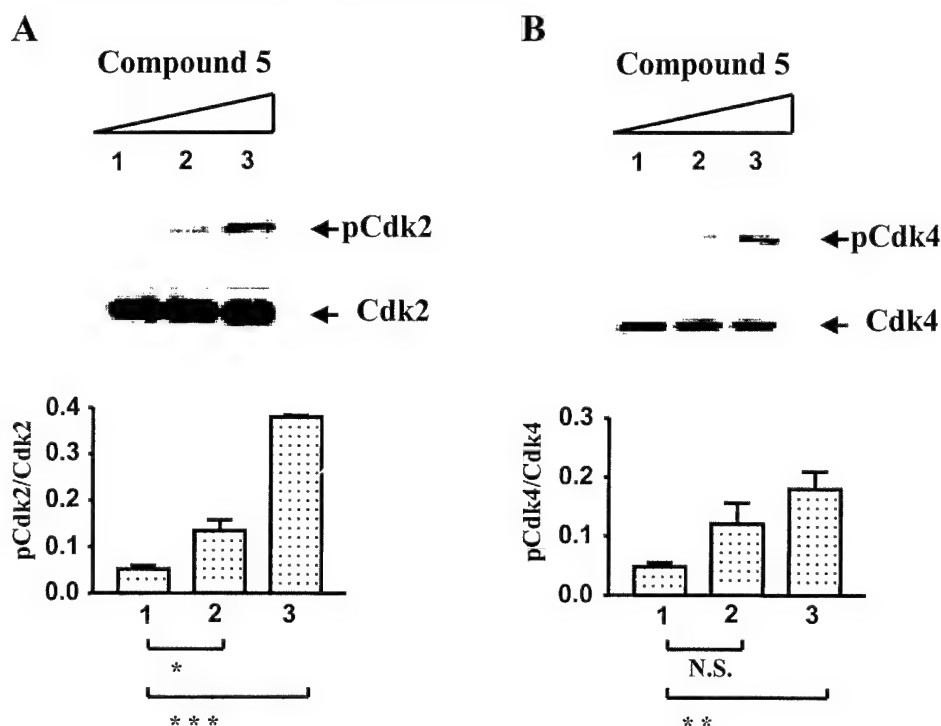 A
Compound 5
1 2 3
pCdk2
Cdk2
pCdk2/Cdk2
0.4
0.3
0.2
0.1
0.0
1 2 3
*
***
B
Compound 5
1 2 3
pCdk4
Cdk4
pCdk4/Cdk4
0.3
0.2
0.1
0.0
1 2 3
N.S.
**